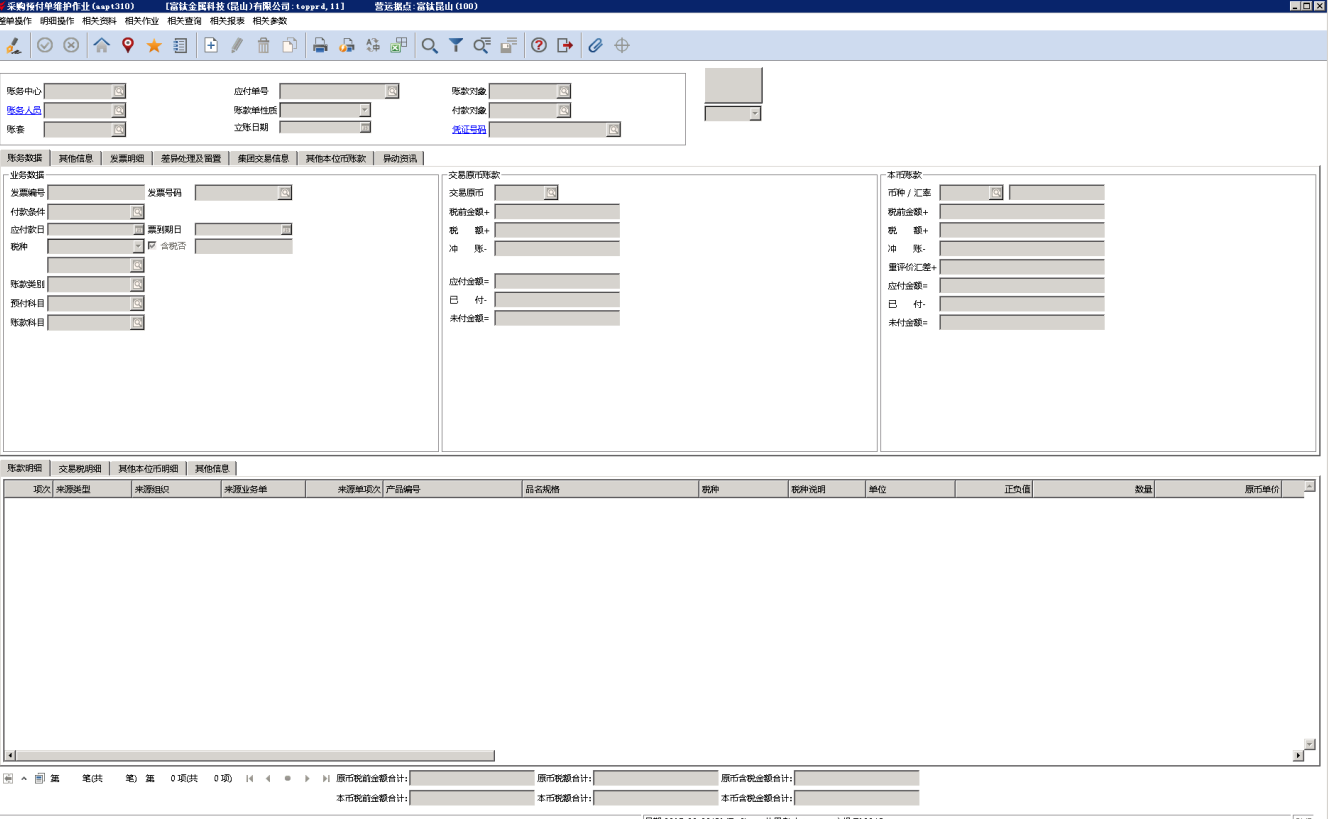 采购预付单维护作业(aapt310) [富钛金属科技(昆山)有限公司:topprd,11] 营运据点:富钛昆山(100)
整单操作 明细操作 相关资料 相关作业 相关查询 相关报表 相关参数
账务中心 应付单号 账款对象
账务人员 账款单性质 付款对象
账套 立账日期 凭证号码
账务数据 其他信息 发票明细 差异处理及留置 集团交易信息 其他本位币账款 异动资讯
业务数据 交易原币账款 本币账款
发票编号 发票号码 交易原币 币种 / 汇率
付款条件 税前金额+ 税前金额+
应付款日 票到期日 税 额+ 税 额+
税种 含税否 冲 账- 冲 账-
重评价汇差+
账款类别 应付金额= 应付金额=
预付科目 已 付- 已 付-
账款科目 未付金额= 未付金额=
账款明细 交易税明细 其他本位币明细 其他信息
项次 来源类型 来源组织 来源业务单 来源单项次 产品编号 品名规格 税种 税种说明 单位 正负值 数量 原币单价
第 笔(共 笔) 第 0项(共 0项) 原币税前金额合计: 原币税额合计: 原币含税金额合计:
本币税前金额合计: 本币税额合计: 本币含税金额合计: